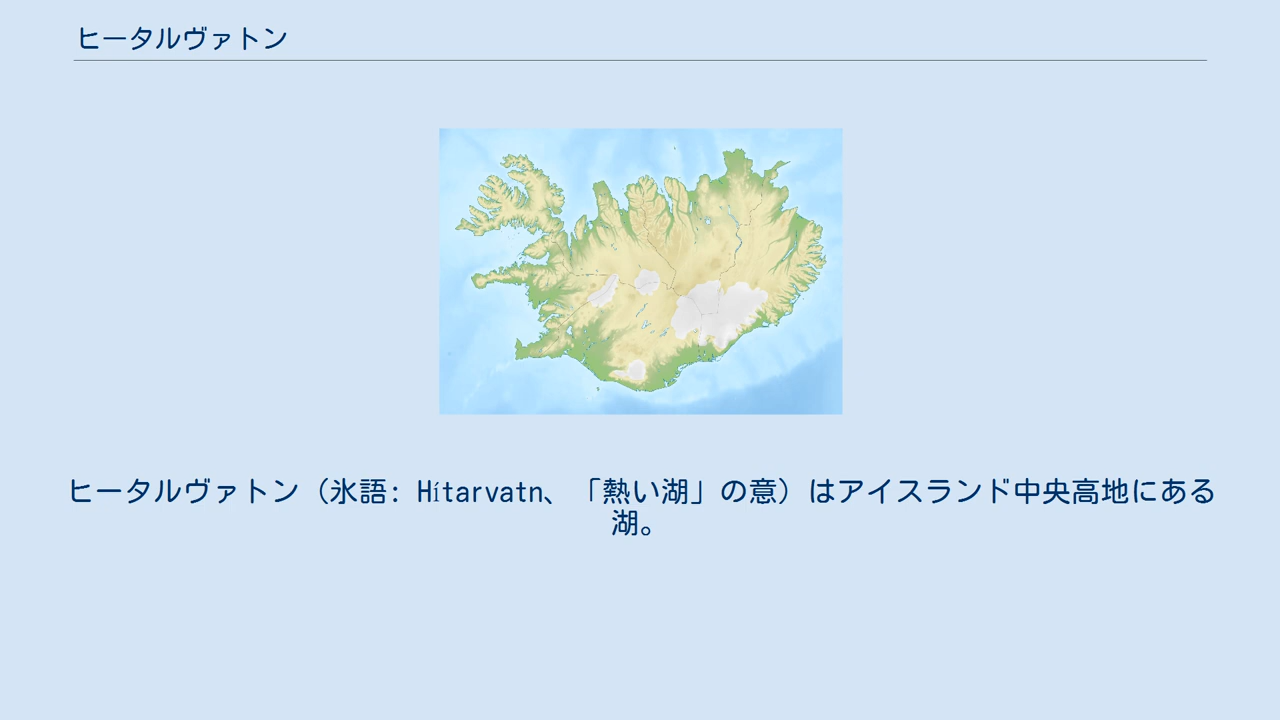 ヒータルヴァトン
ヒータルヴァトン（氷語: Hítarvatn、「熱い湖」の意）はアイスランド中央高地にある
湖。